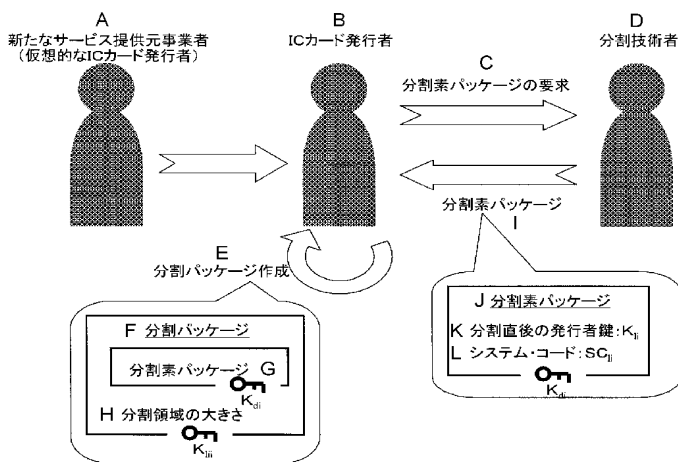 A
新たなサービス提供元事業者
（仮想的なICカード発行者）
B
ICカード発行者
D
分割技術者
C
分割素パッケージの要求
分割素パッケージ
I
E
分割パッケージ作成
F 分割パッケージ
分割素パッケージ G
Kdi
H 分割領域の大きさ
J 分割素パッケージ
K 分割直後の発行者鍵：Kli
L システム・コード：SCli
Kdi